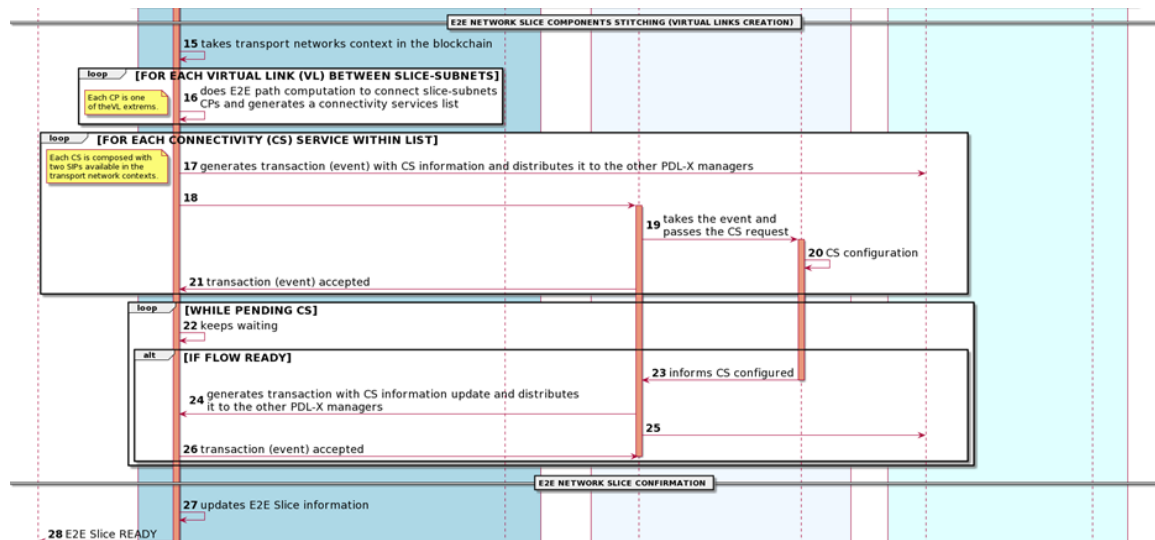 E2E NETWORK SLICE COMPONENTS STITCHING (VIRTUAL LINKS CREATION)
15 takes transport networks context in the blockchain
loop [FOR EACH VIRTUAL LINK (VL) BETWEEN SLICE-SUBNETS]
Each CP is one
of theVL extrems.
16 does E2E path computation to connect slice-subnets
CPs and generates a connectivity services list
loop [FOR EACH CONNECTIVITY (CS) SERVICE WITHIN LIST]
Each CS is composed with
two SIPs available in the
transport network contexts.
17 generates transaction (event) with CS information and distributes it to the other PDL-X managers
18
19 takes the event and
passes the CS request
20 CS configuration
21 transaction (event) accepted
loop [WHILE PENDING CS]
22 keeps waiting
alt [IF FLOW READY]
23 informs CS configured
24 generates transaction with CS information update and distributes
it to the other PDL-X managers
25
26 transaction (event) accepted
E2E NETWORK SLICE CONFIRMATION
27 updates E2E Slice information
28 E2E Slice READY